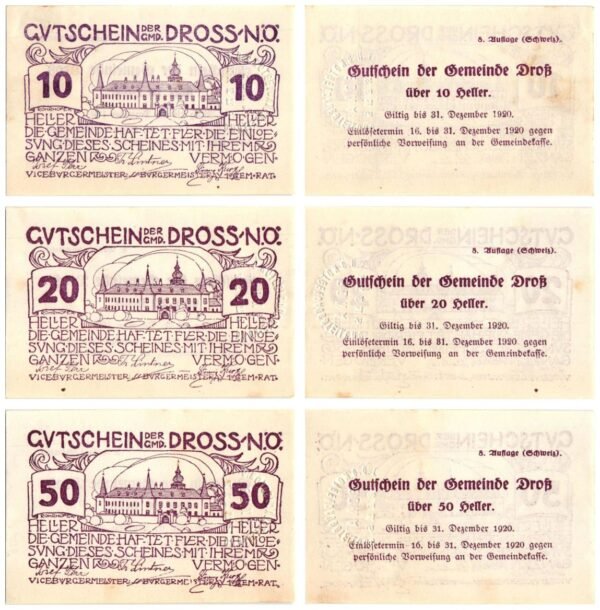 GVTSCHEIN DER GMD. DROSS-N.Ö.
10 10
HELLER HELLER
DIE GEMEINDE HAFTET FLER DIE EINLOE-
SVNG DIESES SCHEINES MIT IHREM
GANZEN VERMOGEN.
VICEBVRGERMEISTER BVRGERMEISTER GEM.-RAT.
8. Auflage (Schweiz).
Gutschein der Gemeinde Droß
über 10 Heller.
Giltig bis 31. Dezember 1920.
Einlösetermin 16. bis 31. Dezember 1920 gegen
persönliche Vorweisung an der Gemeindekasse.
GVTSCHEIN DER GMD. DROSS-N.Ö.
20 20
HELLER HELLER
DIE GEMEINDE HAFTET FLER DIE EINLOE-
SVNG DIESES SCHEINES MIT IHREM
GANZEN VERMOGEN.
VICEBVRGERMEISTER BVRGERMEISTER GEM.-RAT.
8. Auflage (Schweiz).
Gutschein der Gemeinde Droß
über 20 Heller.
Giltig bis 31. Dezember 1920.
Einlösetermin 16. bis 31. Dezember 1920 gegen
persönliche Vorweisung an der Gemeindekasse.
GVTSCHEIN DER GMD. DROSS-N.Ö.
50 50
HELLER HELLER
DIE GEMEINDE HAFTET FLER DIE EINLOE-
SVNG DIESES SCHEINES MIT IHREM
GANZEN VERMOGEN.
VICEBVRGERMEISTER BVRGERMEISTER GEM.-RAT.
8. Auflage (Schweiz).
Gutschein der Gemeinde Droß
über 50 Heller.
Giltig bis 31. Dezember 1920.
Einlösetermin 16. bis 31. Dezember 1920 gegen
persönliche Vorweisung an der Gemeindekasse.